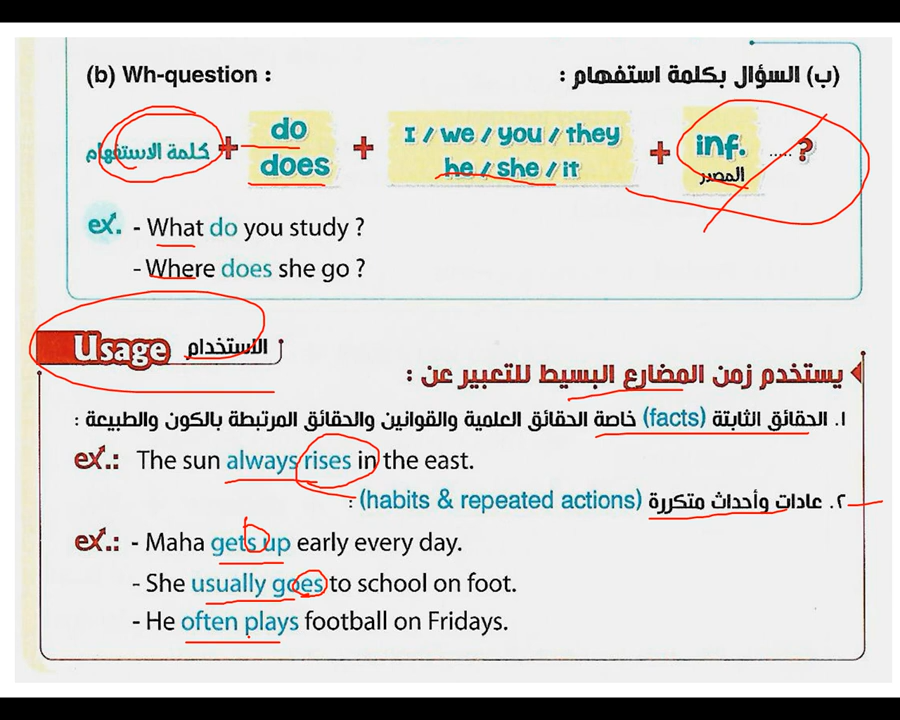 (b) Wh-question :
(ب) السؤال بكلمة استفهام :
كلمة الاستفهام + do does + I / we / you / they he / she / it + inf. المصدر ..... ?
ex. - What do you study ?
- Where does she go ?
Usage الاستخدام
يستخدم زمن المضارع البسيط للتعبير عن :
١. الحقائق الثابتة (facts) خاصة الحقائق العلمية والقوانين والحقائق المرتبطة بالكون والطبيعة :
ex.: The sun always rises in the east.
٢. عادات وأحداث متكررة (habits & repeated actions) :
ex.: - Maha gets up early every day.
- She usually goes to school on foot.
- He often plays football on Fridays.